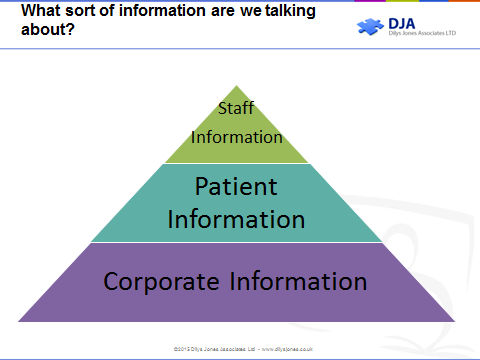 What sort of information are we talking
about?
DJA
Dilys Jones Associates LTD
Staff
Information
Patient
Information
Corporate Information
©2015 Dilys Jones Associates Ltd - www.dilysjones.co.uk